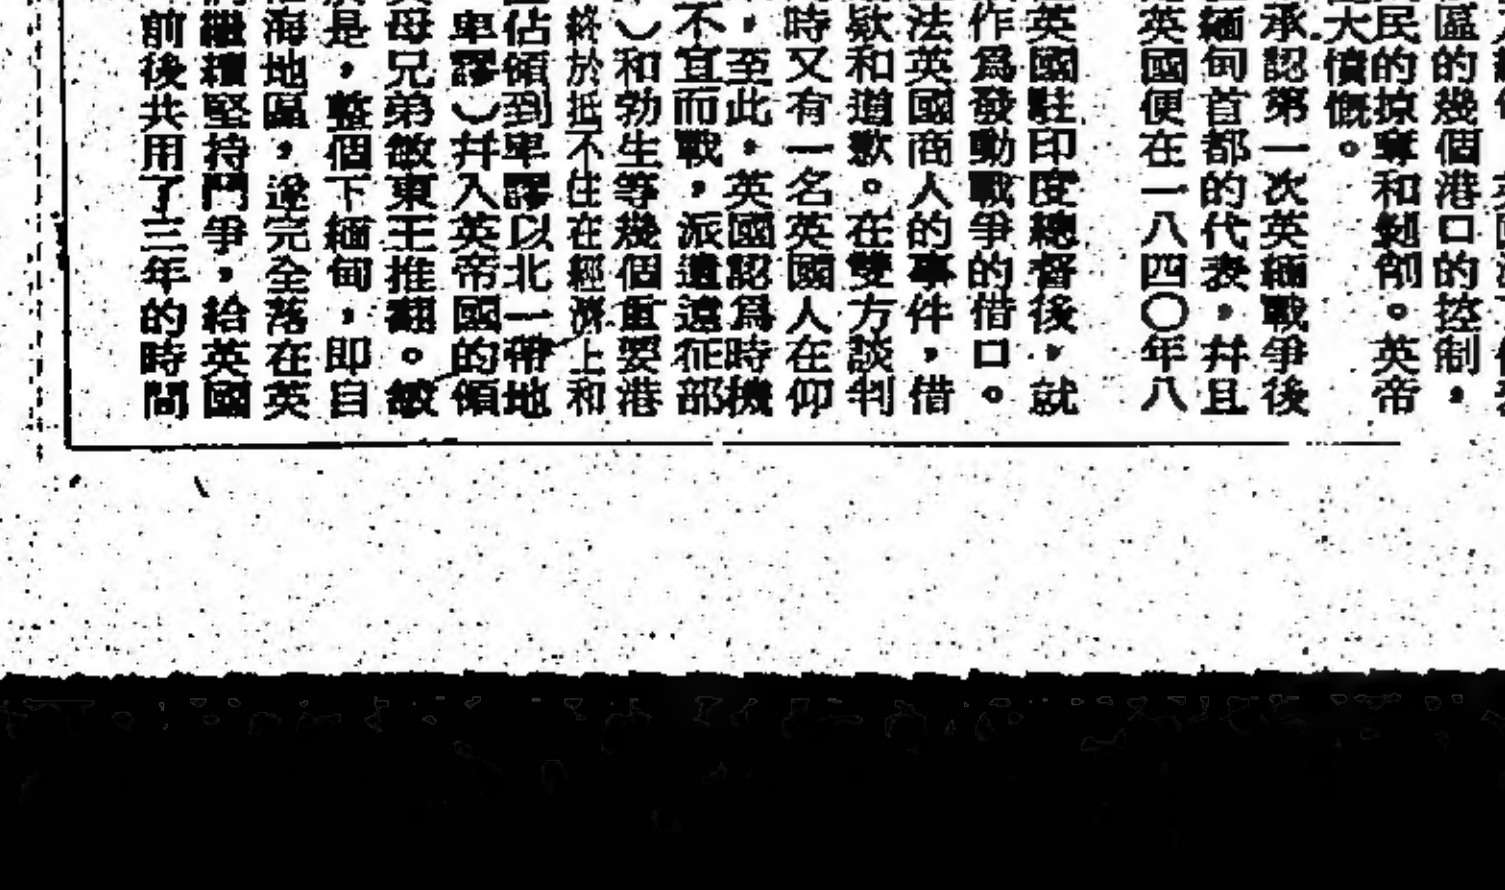 區的幾個港口的控制，
民的掠奪和剝削。英帝
大憤慨。
承認第一次英緬戰爭後
緬甸首都的代表，幷且
英國便在一八四〇年八
英國駐印度總督後，就
作爲發動戰爭的借口。
法英國商人的事件，借
歉和道歉。在雙方談判
時又有一名英國人在仰
，至此，英國認爲時機
不宜而戰，派遣遠征部
）和勃生等幾個重要港
終於抵不住在經濟上和
佔領到卑謬以北一帶地
卑謬）幷入英帝國的領
母兄弟敏東王推翻。敏
是，整個下緬甸，即自
海地區，遂完全落在英
繼續堅持鬥爭，給英國
前後共用了三年的時間